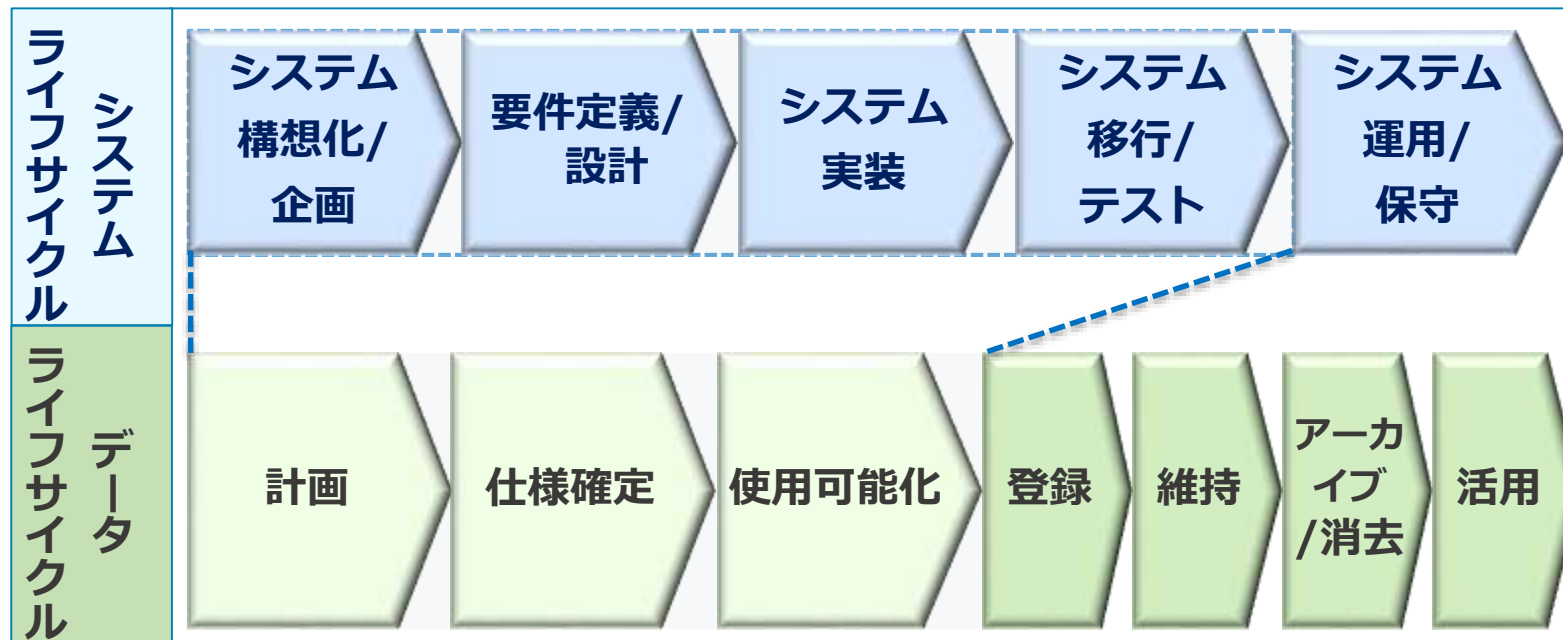 システム
ライフサイクル
システム
構想化/
企画
要件定義/
設計
システム
実装
システム
移行/
テスト
システム
運用/
保守
データ
ライフサイクル
計画
仕様確定
使用可能化
登録
維持
アーカ
イブ
/消去
活用